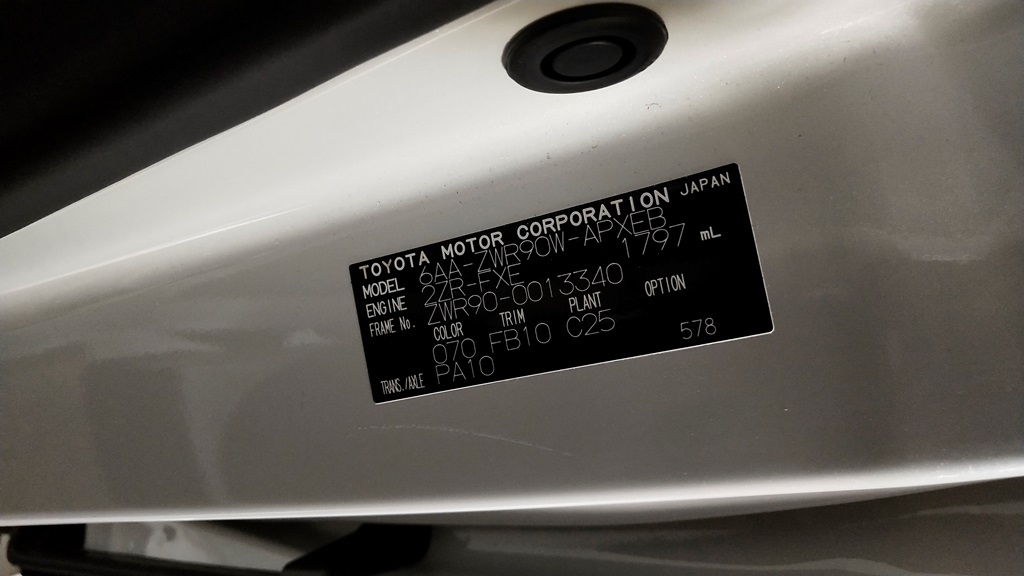 TOYOTA MOTOR CORPORATION JAPAN
MODEL 6AA-ZWR90W-APXEB
ENGINE 2ZR-FXE 1797 mL
FRAME No. ZWR90-0013340
COLOR TRIM PLANT OPTION
070 FB10 C25
TRANS./AXLE PA10 578